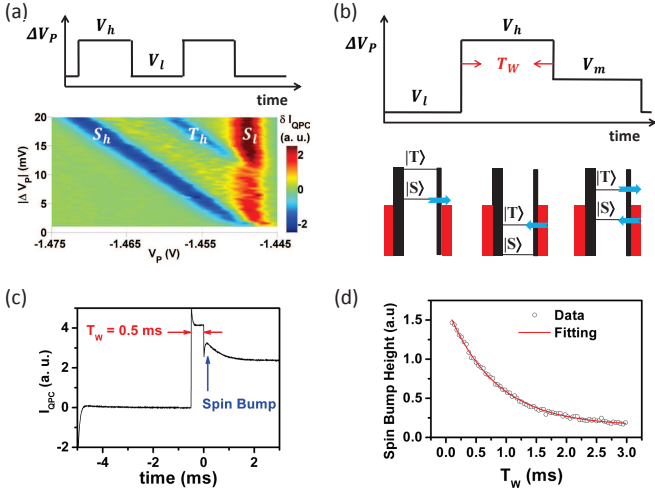 (a)
ΔV_P
V_h
V_l
time
|Δ V_P| (mV)
20
15
10
5
0
S_h
T_h
S_l
-1.475
-1.465
-1.455
-1.445
V_P (V)
δ I_QPC
(a. u.)
2
0
-2
(b)
ΔV_P
V_h
T_W
V_m
V_l
time
|T⟩
|S⟩
|T⟩
|S⟩
|T⟩
|S⟩
(c)
I_QPC (a. u.)
4
2
0
-2
T_W = 0.5 ms
Spin Bump
-4
-2
0
2
time (ms)
(d)
Spin Bump Height (a.u)
1.5
1.0
0.5
0.0
Data
Fitting
0.0
0.5
1.0
1.5
2.0
2.5
3.0
T_W (ms)